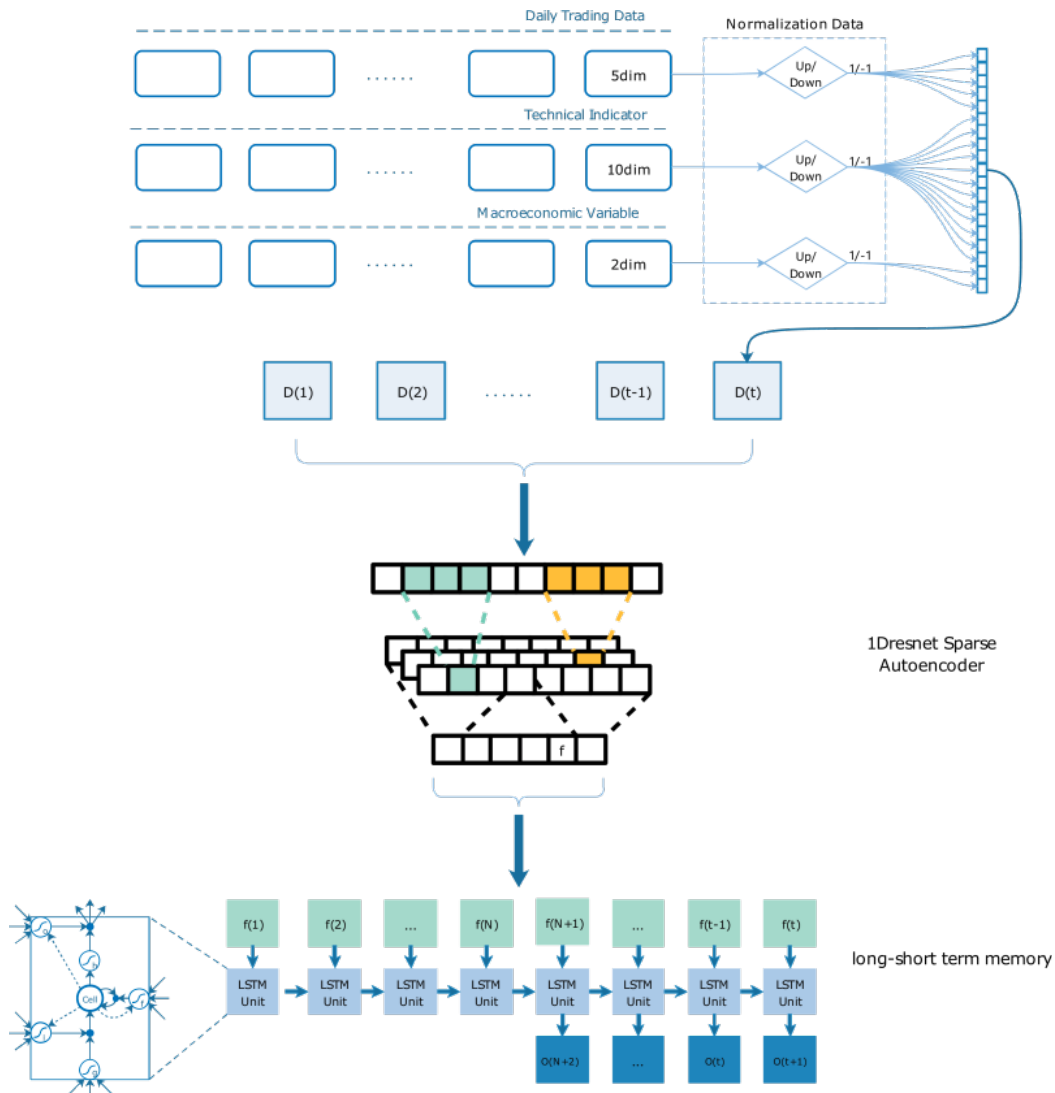 Daily Trading Data
Normalization Data
......
5dim
Up/
Down
1/-1
Technical Indicator
......
10dim
Up/
Down
1/-1
Macroeconomic Variable
......
2dim
Up/
Down
1/-1
D(1)
D(2)
......
D(t-1)
D(t)
1Dresnet Sparse
Autoencoder
f
f(1)
f(2)
...
f(N)
f(N+1)
...
f(t-1)
f(t)
long-short term memory
LSTM
Unit
LSTM
Unit
LSTM
Unit
LSTM
Unit
LSTM
Unit
LSTM
Unit
LSTM
Unit
LSTM
Unit
O(N+2)
...
O(t)
O(t+1)
o
h
Cell
f
i
g